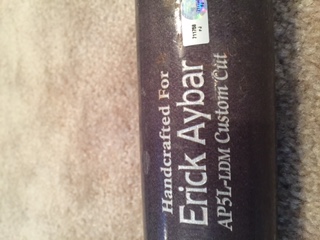 Handcrafted For
Erick Aybar
AP5L-LDM Custom Cut